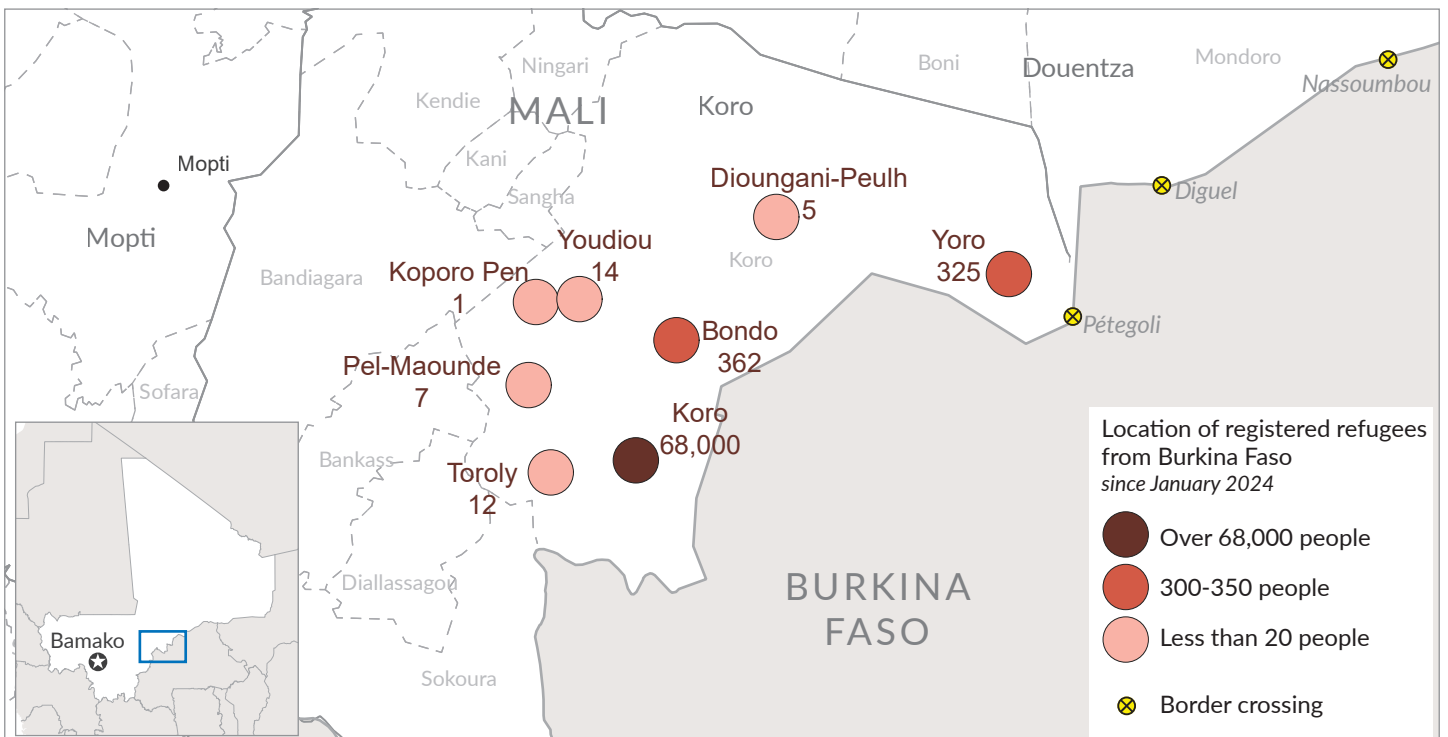 Ningari
Boni
Douentza
Mondoro
Nassoumbou
Kendie
MALI
Koro
Mopti
Kani
Sangha
Dioungani-Peulh
5
Diguel
Mopti
Youdiou
14
Koro
Yoro
325
Bandiagara
Koporo Pen
1
Pétegoli
Bondo
362
Pel-Maounde
7
Sofara
Koro
68,000
Bankass
Toroly
12
Diallassagou
BURKINA
FASO
Sokoura
Bamako
Location of registered refugees
from Burkina Faso
since January 2024
Over 68,000 people
300-350 people
Less than 20 people
Border crossing